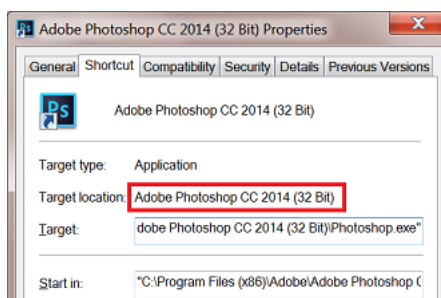 Adobe Photoshop CC 2014 (32 Bit) Properties
General Shortcut Compatibility Security Details Previous Versions
Ps Adobe Photoshop CC 2014 (32 Bit)
Target type: Application
Target location: Adobe Photoshop CC 2014 (32 Bit)
Target: dobe Photoshop CC 2014 (32 Bit)\Photoshop.exe"
Start in: "C:\Program Files (x86)\Adobe\Adobe Photoshop C